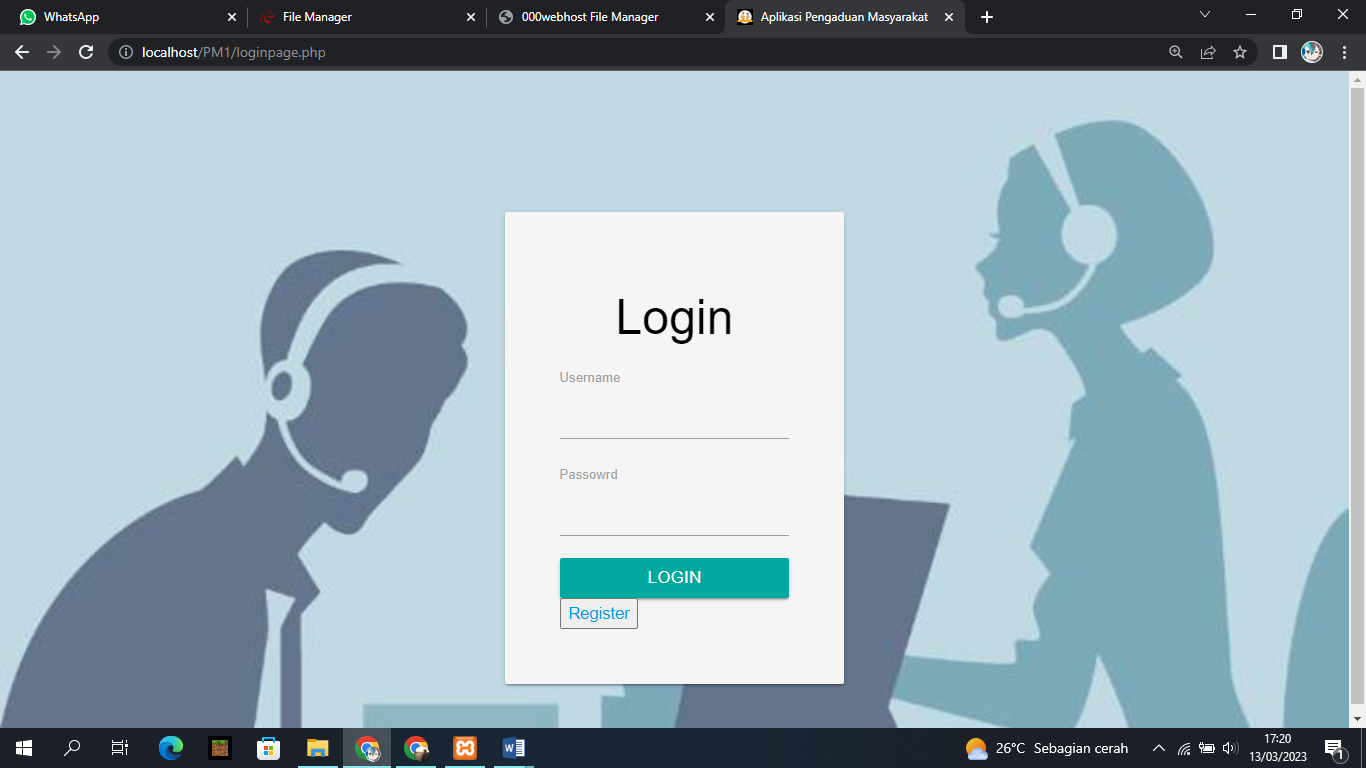 WhatsApp
File Manager
000webhost File Manager
Aplikasi Pengaduan Masyarakat
localhost/PM1/loginpage.php
Login
Username
Passowrd
LOGIN
Register
26°C Sebagian cerah
17:20
13/03/2023
1